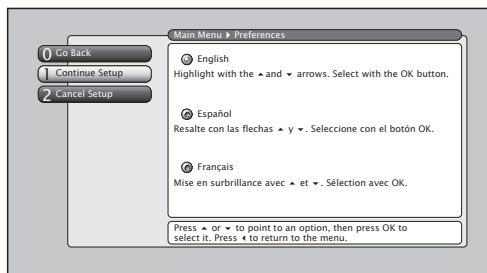 Main Menu ▸ Preferences
0 Go Back
1 Continue Setup
2 Cancel Setup
English
Highlight with the ▴ and ▾ arrows. Select with the OK button.
Español
Resalte con las flechas ▴ y ▾. Seleccione con el botón OK.
Français
Mise en surbrillance avec ▴ et ▾. Sélection avec OK.
Press ▴ or ▾ to point to an option, then press OK to
select it. Press ◂ to return to the menu.